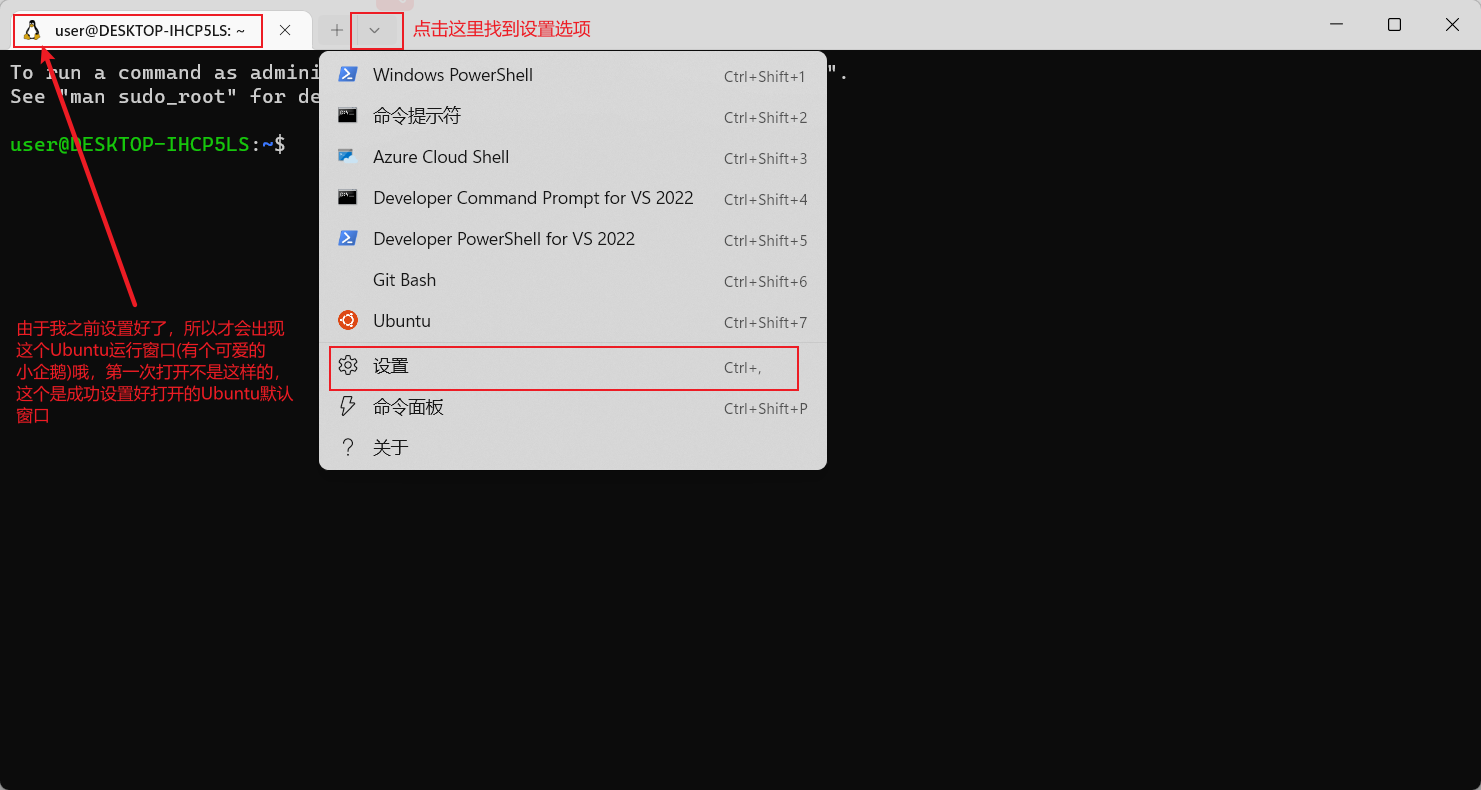 user@DESKTOP-IHCP5LS: ~
点击这里找到设置选项
To run a command as admini
".
See "man sudo_root" for de
user@DESKTOP-IHCP5LS:~$
Windows PowerShell Ctrl+Shift+1
命令提示符 Ctrl+Shift+2
Azure Cloud Shell Ctrl+Shift+3
Developer Command Prompt for VS 2022 Ctrl+Shift+4
Developer PowerShell for VS 2022 Ctrl+Shift+5
Git Bash Ctrl+Shift+6
Ubuntu Ctrl+Shift+7
设置 Ctrl+,
命令面板 Ctrl+Shift+P
关于
由于我之前设置好了，所以才会出现
这个Ubuntu运行窗口(有个可爱的
小企鹅)哦，第一次打开不是这样的，
这个是成功设置好打开的Ubuntu默认
窗口